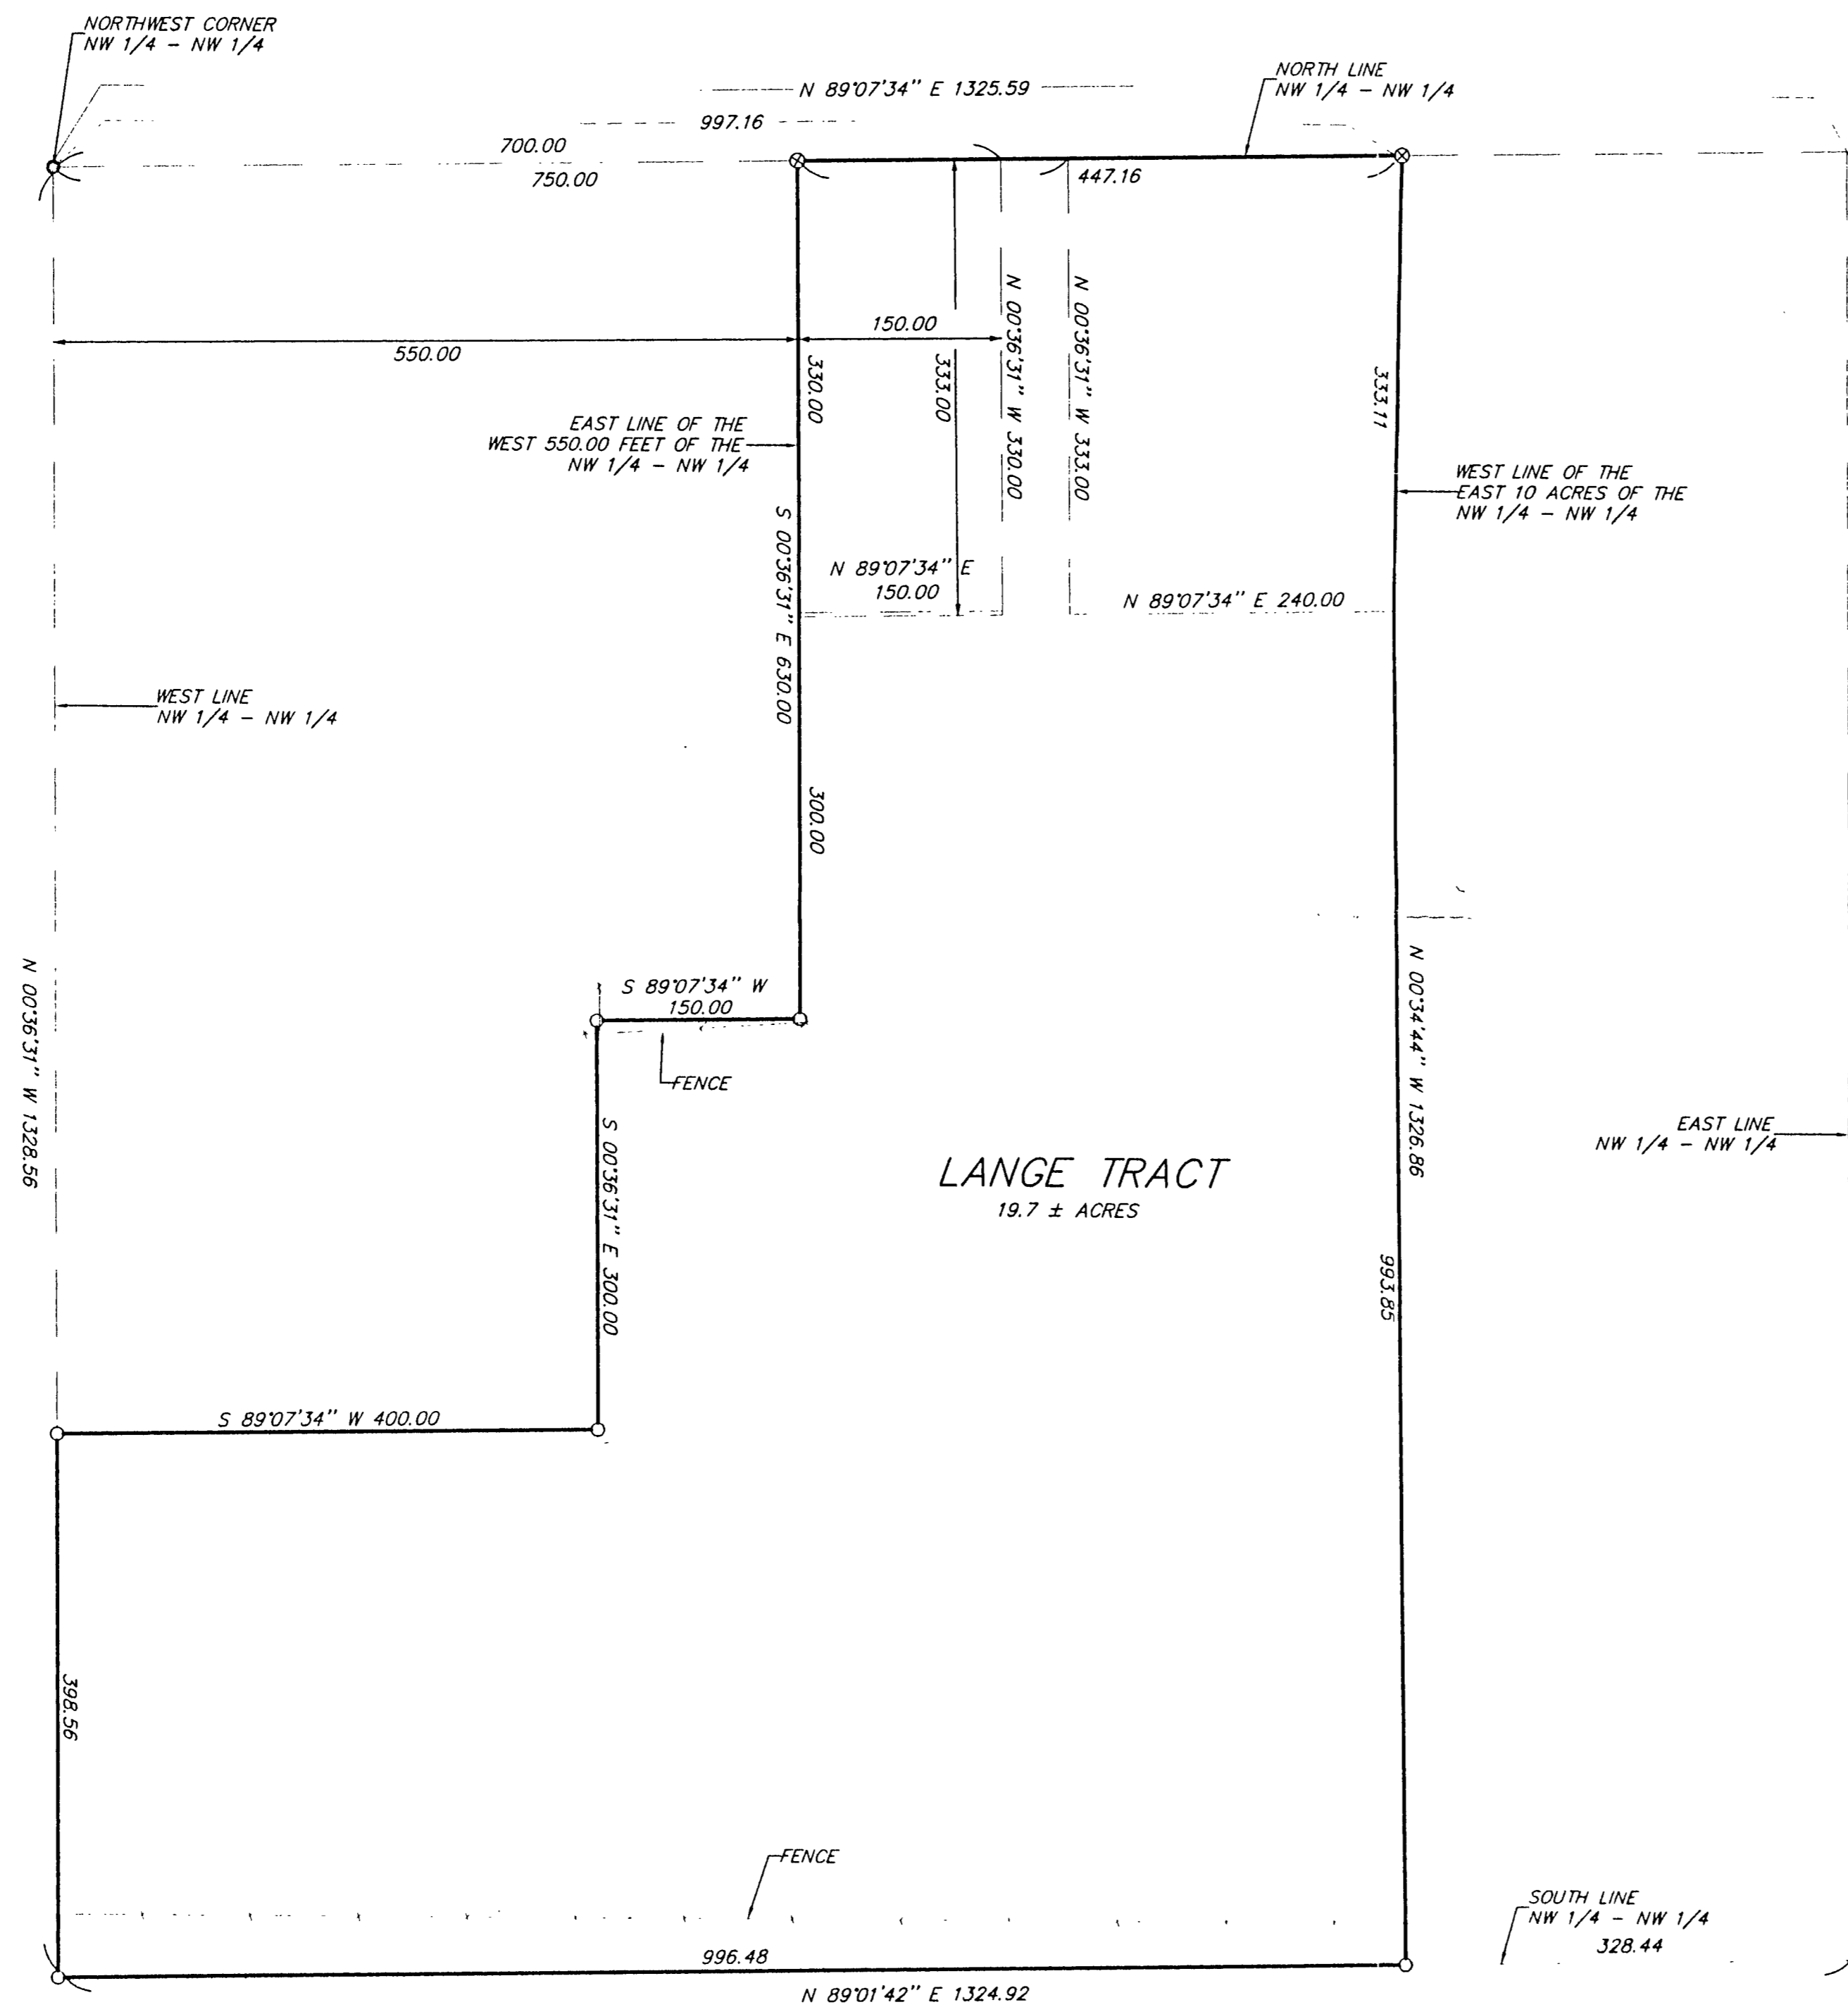 NORTHWEST CORNER
NW 1/4 - NW 1/4
N 89°07'34" E 1325.59
NORTH LINE
NW 1/4 - NW 1/4
997.16
700.00
750.00
447.16
N 00°36'31" W 330.00
N 00°36'31" W 333.00
150.00
550.00
330.00
333.00
333.11
EAST LINE OF THE
WEST 550.00 FEET OF THE
NW 1/4 - NW 1/4
WEST LINE OF THE
EAST 10 ACRES OF THE
NW 1/4 - NW 1/4
S 00°36'31" E 630.00
N 89°07'34" E
150.00
N 89°07'34" E 240.00
WEST LINE
NW 1/4 - NW 1/4
300.00
N 00°36'31" W 1328.56
S 89°07'34" W
150.00
N 00°34'44" W 1326.86
FENCE
S 00°36'31" E 300.00
EAST LINE
NW 1/4 - NW 1/4
LANGE TRACT
19.7 ± ACRES
993.85
S 89°07'34" W 400.00
398.56
FENCE
SOUTH LINE
NW 1/4 - NW 1/4
328.44
996.48
N 89°01'42" E 1324.92